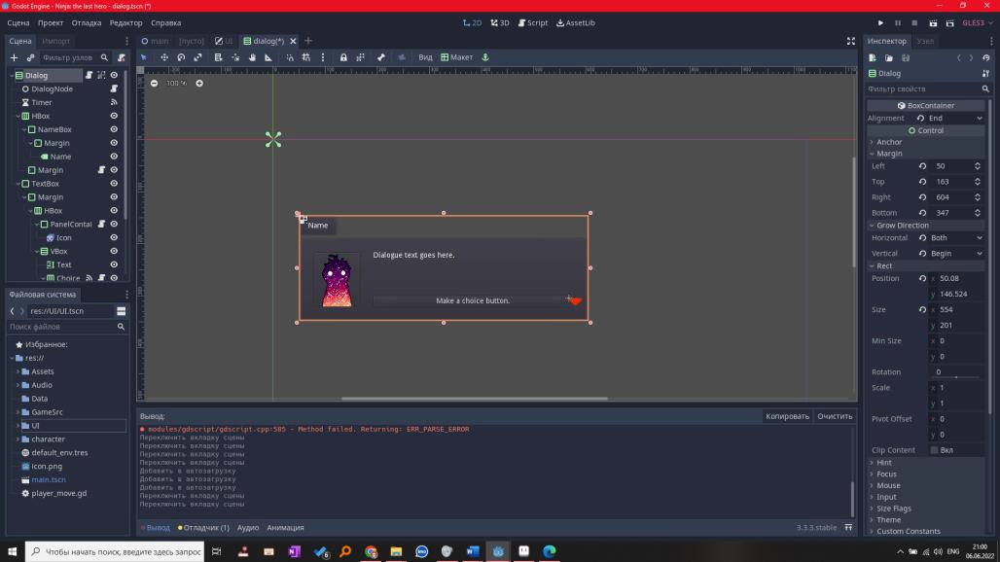 Godot Engine - Ninja: the last hero - dialog.tscn (*)
Сцена Проект Отладка Редактор Справка
2D 3D Script AssetLib
GLES3
Сцена Импорт
main [пусто] UI dialog(*)
Инспектор Узел
Фильтр узлов
Вид Макет
Dialog
DialogNode
Timer
HBox
NameBox
Margin
Name
Margin
TextBox
Margin
HBox
PanelContai
Icon
VBox
Text
Choice
Файловая система
res://UI/UI.tscn
Поиск файлов
Избранное:
res://
Assets
Audio
Data
GameSrc
UI
character
default_env.tres
icon.png
main.tscn
player_move.gd
100 %
Name
Dialogue text goes here.
Make a choice button.
Вывод:
Копировать Очистить
modules/gdscript/gdscript.cpp:585 - Method failed. Returning: ERR_PARSE_ERROR
Переключить вкладку сцены
Переключить вкладку сцены
Переключить вкладку сцены
Переключить вкладку сцены
Добавить в автозагрузку
Добавить в автозагрузку
Добавить в автозагрузку
Переключить вкладку сцены
Переключить вкладку сцены
Вывод Отладчик (1) Аудио Анимация
3.3.3.stable
Dialog
Фильтр свойств
BoxContainer
Alignment End
Control
Anchor
Margin
Left 50
Top 163
Right 604
Bottom 347
Grow Direction
Horizontal Both
Vertical Begin
Rect
Position x 50.08
y 146.524
Size x 554
y 201
Min Size x 0
y 0
Rotation 0
Scale x 1
y 1
Pivot Offset x 0
y 0
Clip Content Вкл
Hint
Focus
Mouse
Input
Size Flags
Theme
Custom Constants
Чтобы начать поиск, введите здесь запрос
ENG
21:00
06.06.2022